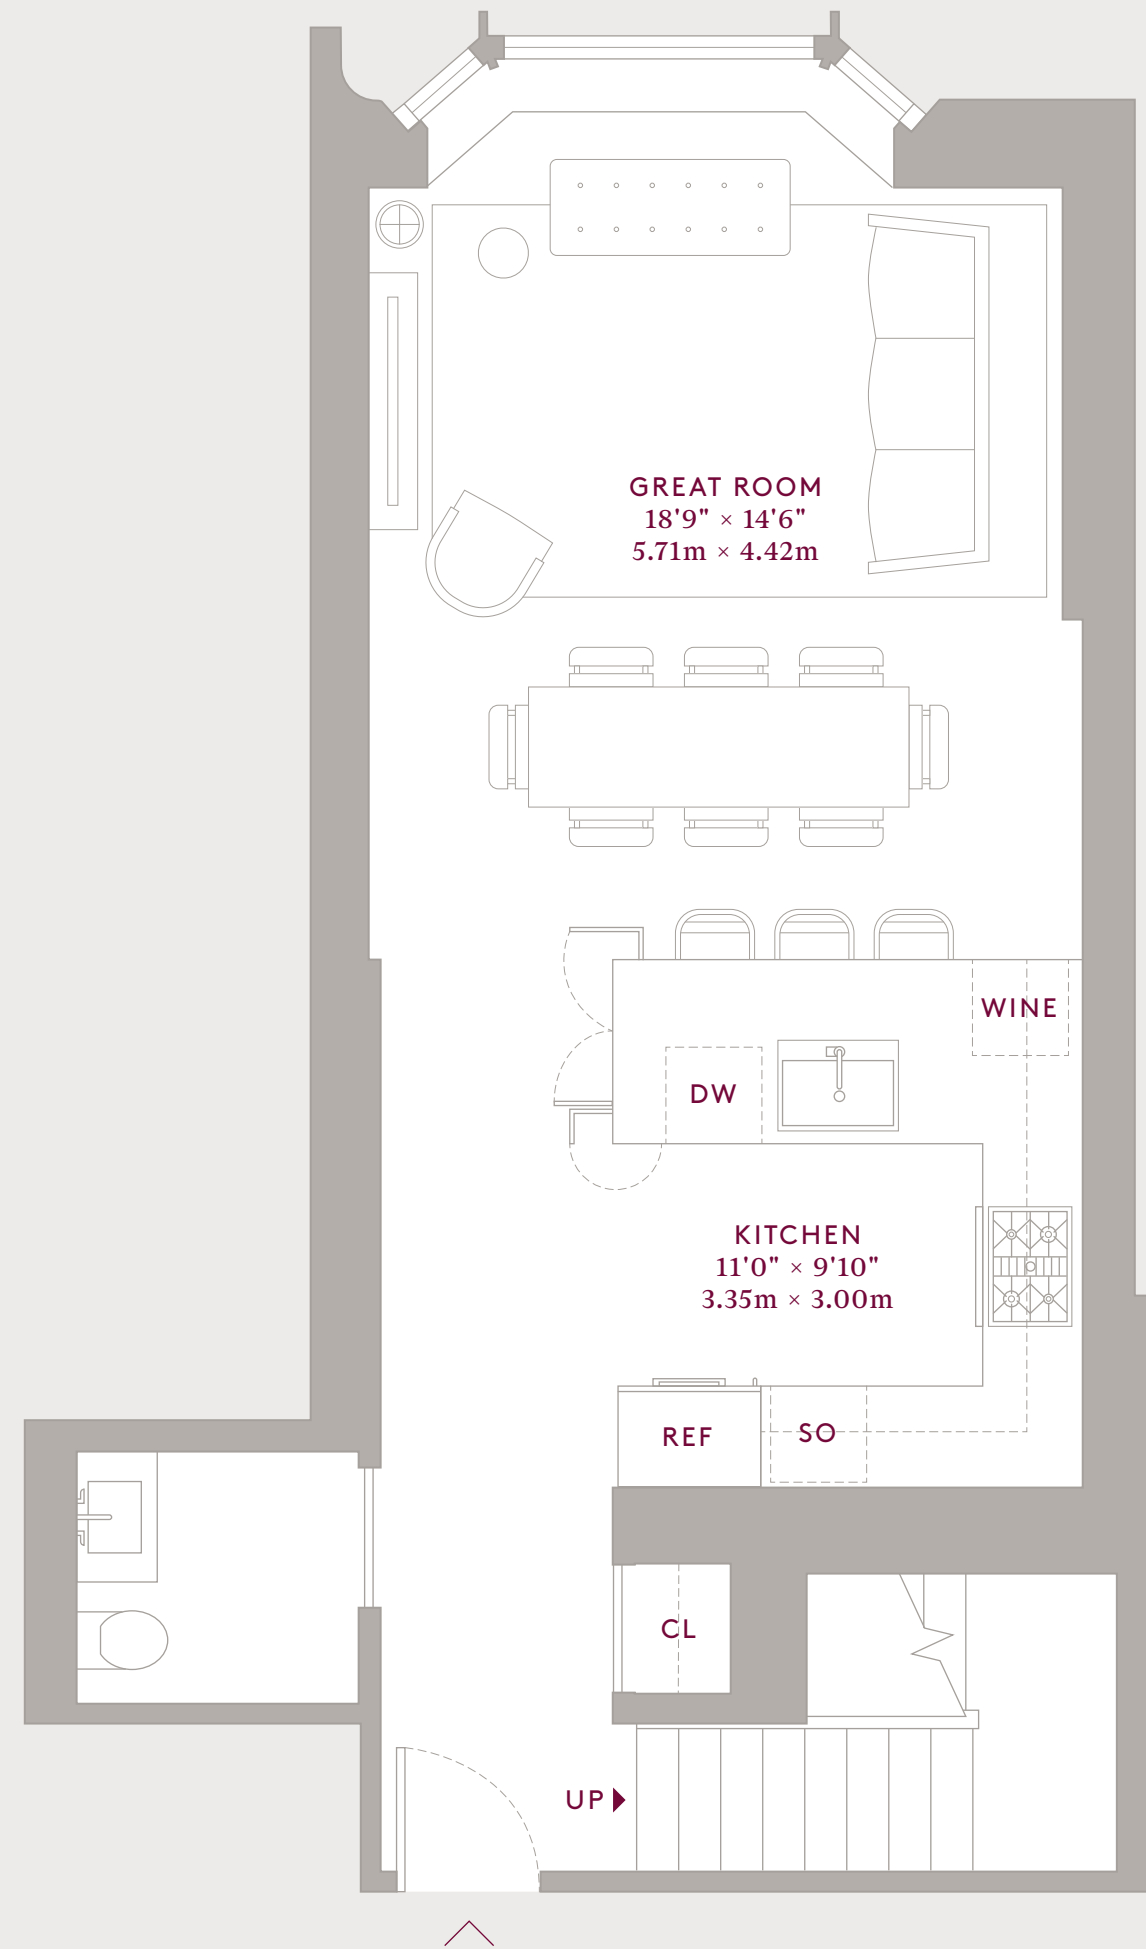 GREAT ROOM
18'9" × 14'6"
5.71m × 4.42m
WINE
DW
KITCHEN
11'0" × 9'10"
3.35m × 3.00m
REF
SO
CL
UP